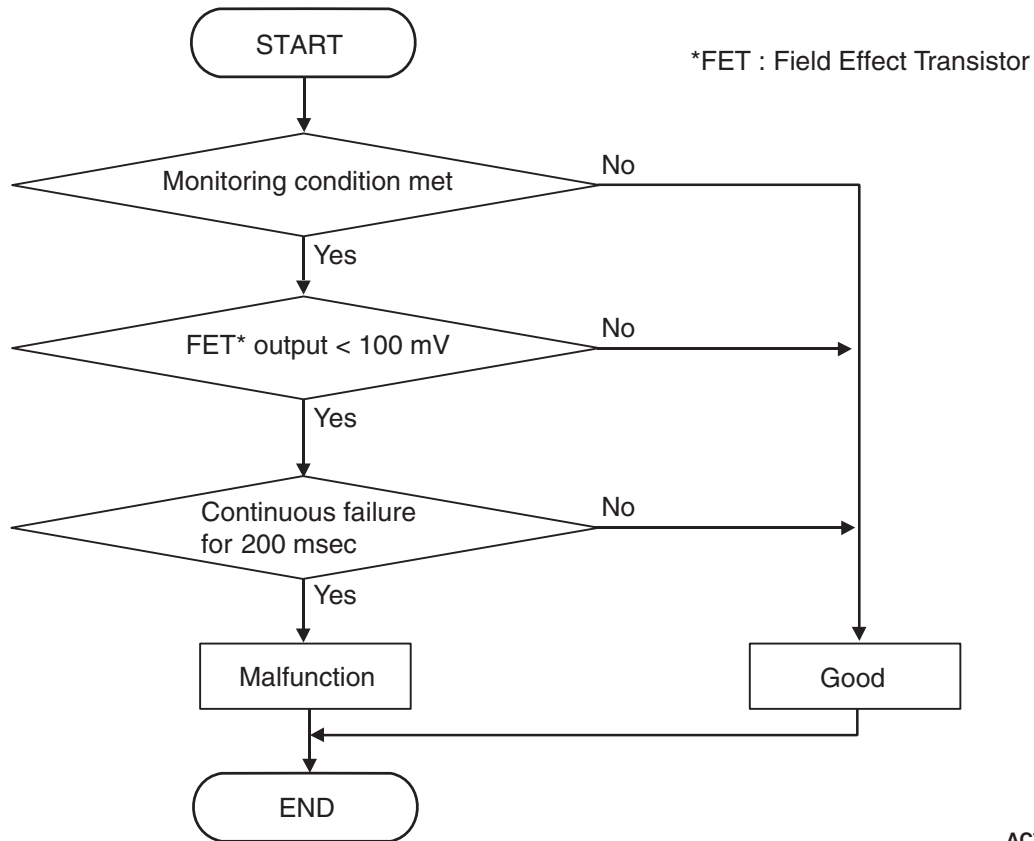 START
*FET : Field Effect Transistor
Monitoring condition met
No
Yes
FET* output < 100 mV
No
Yes
Continuous failure
for 200 msec
No
Yes
Malfunction
Good
END